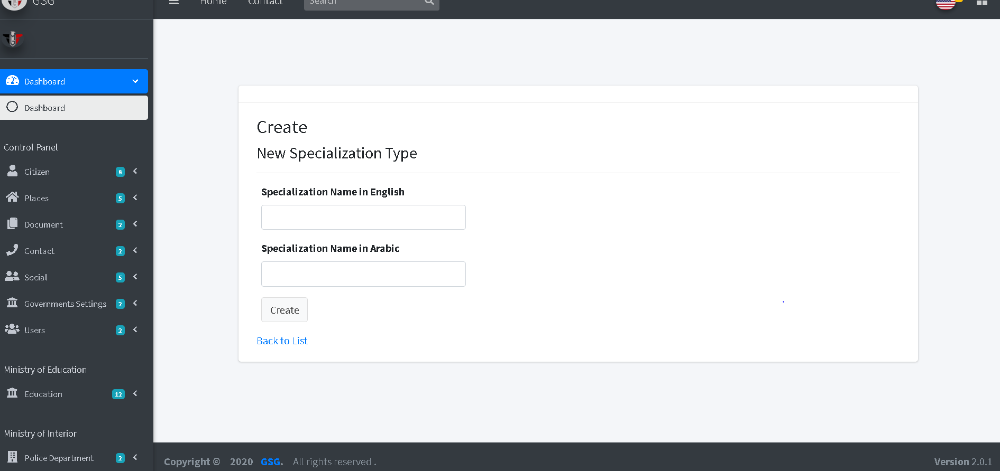 GSG
Home Contact Search
Dashboard
Dashboard
Control Panel
Citizen 8
Places 5
Document 2
Contact 2
Social 5
Governments Settings 2
Users 2
Ministry of Education
Education 12
Ministry of Interior
Police Department 2
Create
New Specialization Type
Specialization Name in English
Specialization Name in Arabic
Create
Back to List
Copyright © 2020 GSG. All rights reserved .
Version 2.0.1